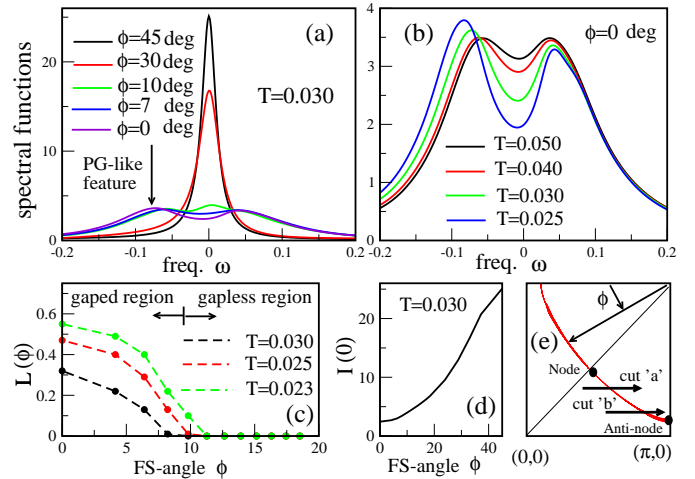 (a)
φ=45 deg
φ=30 deg
φ=10 deg
φ=7 deg
φ=0 deg
T=0.030
PG-like
feature
spectral functions
0
5
10
15
20
25
-0.2
-0.1
0
0.1
0.2
freq. ω
(b)
φ=0 deg
T=0.050
T=0.040
T=0.030
T=0.025
0
1
2
3
4
-0.2
-0.1
0
0.1
0.2
freq. ω
gaped region
gapless region
T=0.030
T=0.025
T=0.023
(c)
L(φ)
0
0.2
0.4
0.6
0
5
10
15
20
FS-angle φ
T=0.030
(d)
I(0)
0
10
20
0
20
40
FS-angle φ
φ
(e)
Node
cut 'a'
cut 'b'
Anti-node
(0,0)
(π,0)